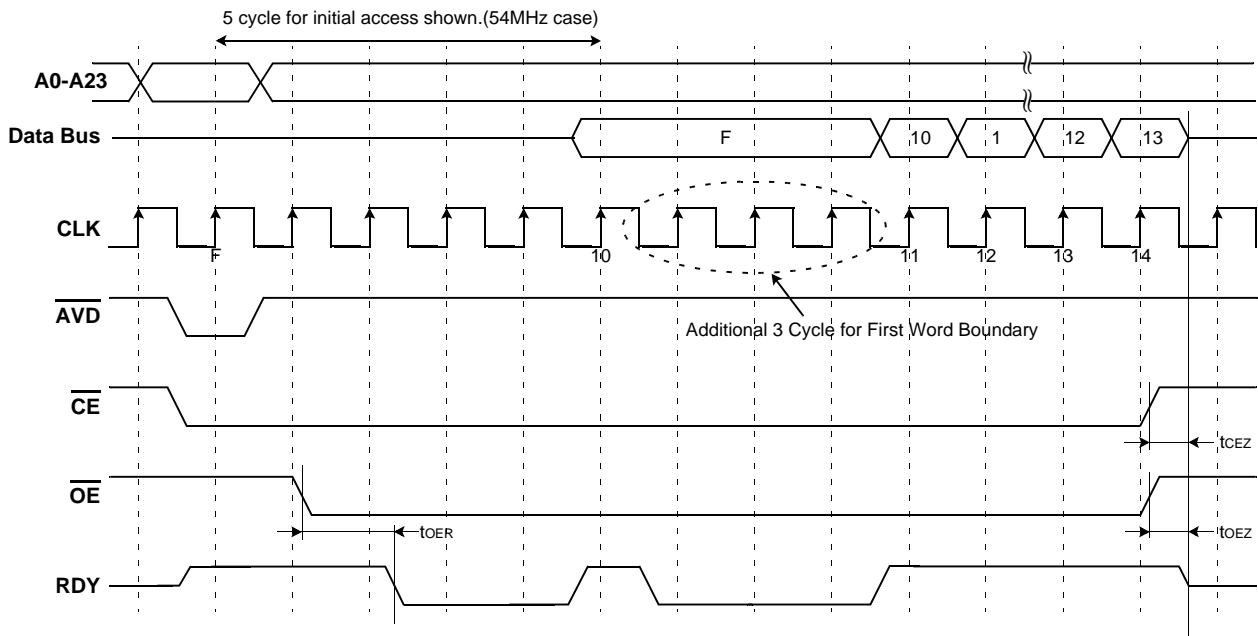 5 cycle for initial access shown.(54MHz case)
A0-A23
Data Bus
F
10
1
12
13
CLK
F
10
11
12
13
14
AVD
Additional 3 Cycle for First Word Boundary
CE
tCEZ
OE
tOER
tOEZ
RDY